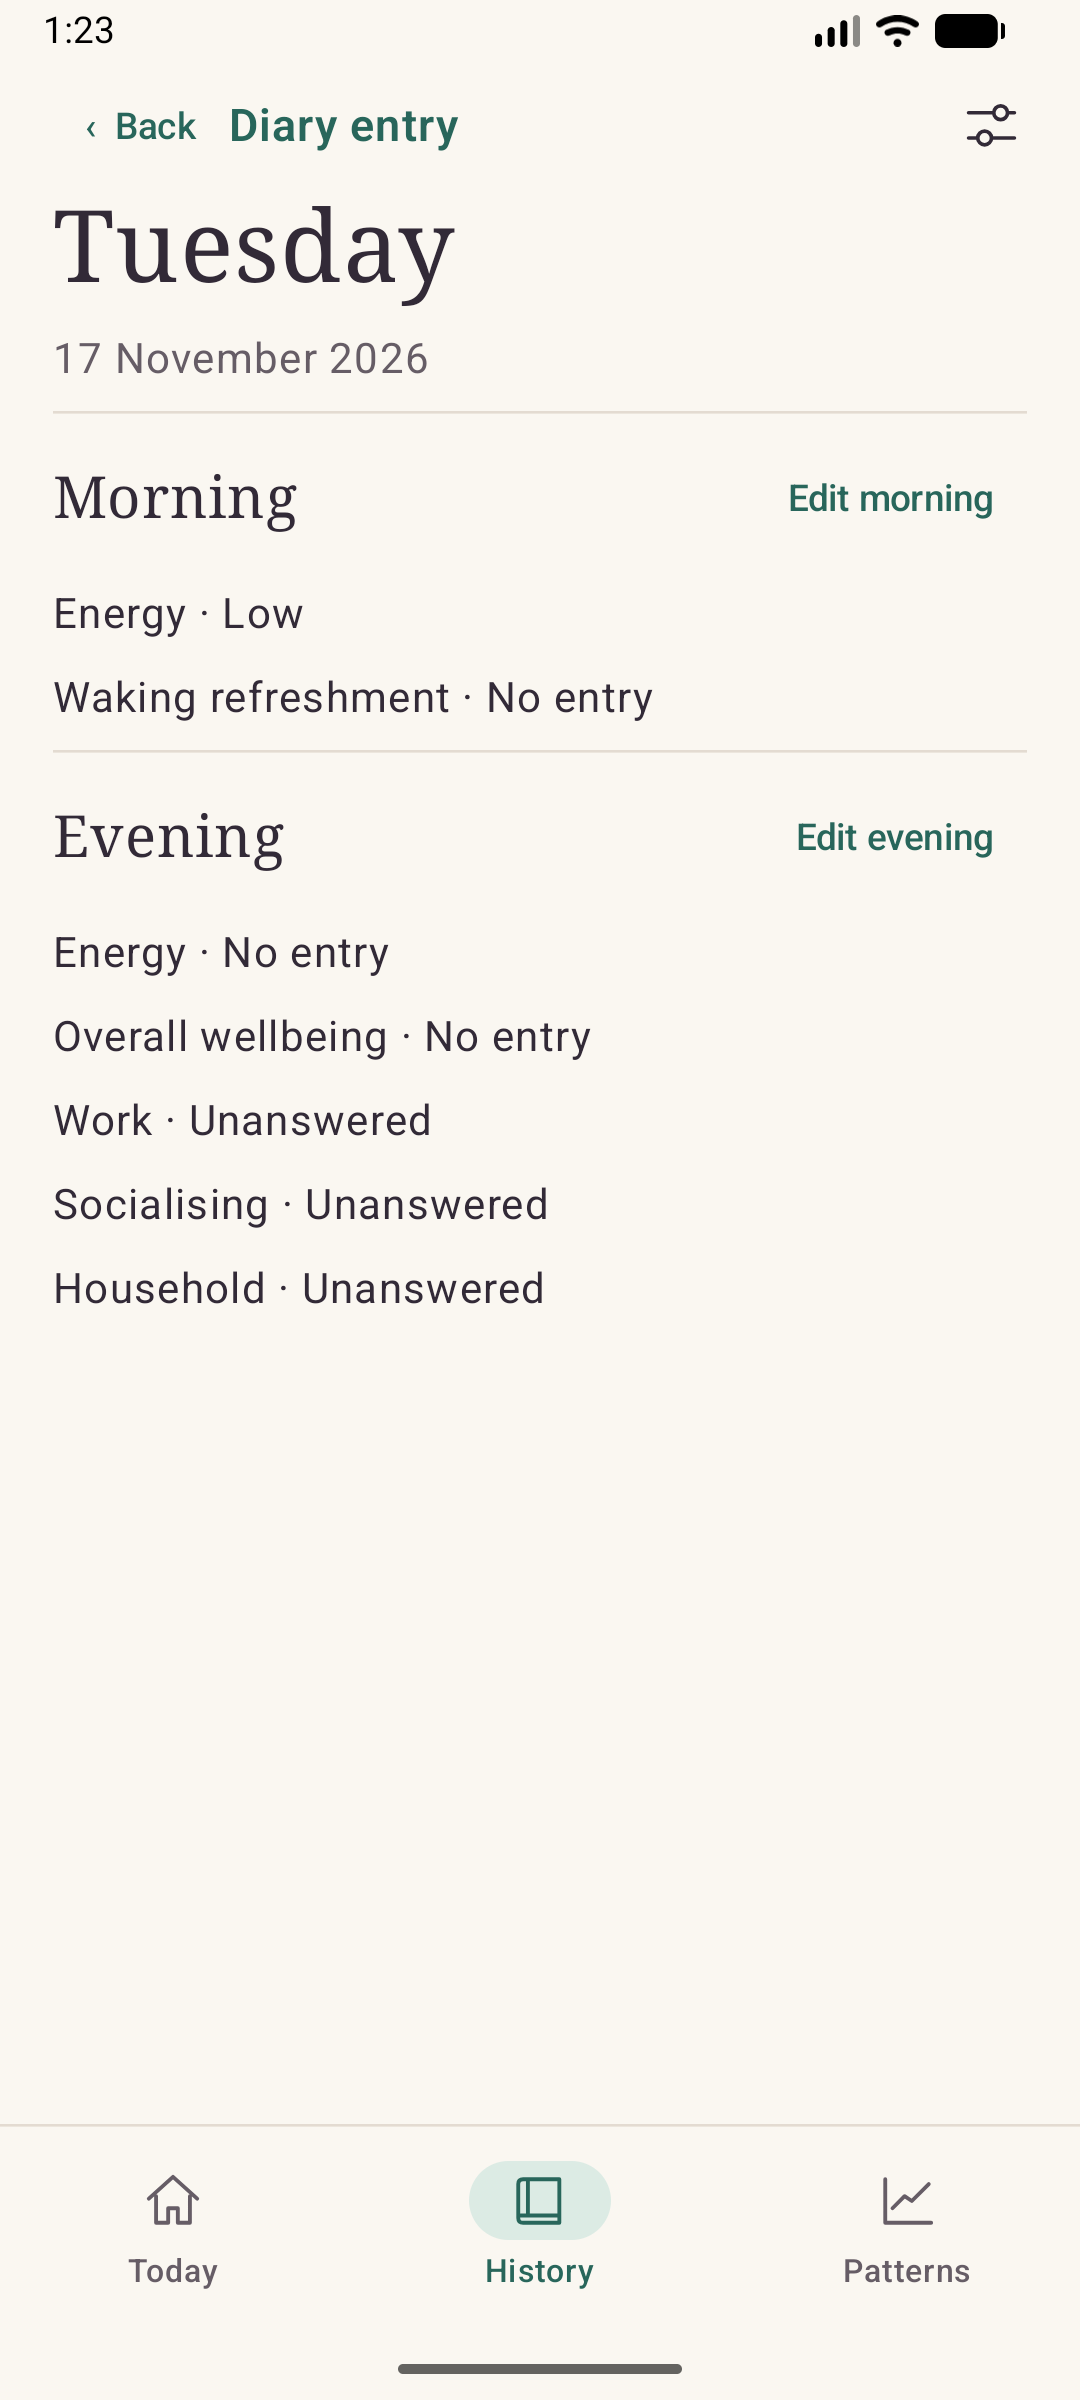 1:23
‹ Back Diary entry
Tuesday
17 November 2026
Morning Edit morning
Energy · Low
Waking refreshment · No entry
Evening Edit evening
Energy · No entry
Overall wellbeing · No entry
Work · Unanswered
Socialising · Unanswered
Household · Unanswered
Today History Patterns